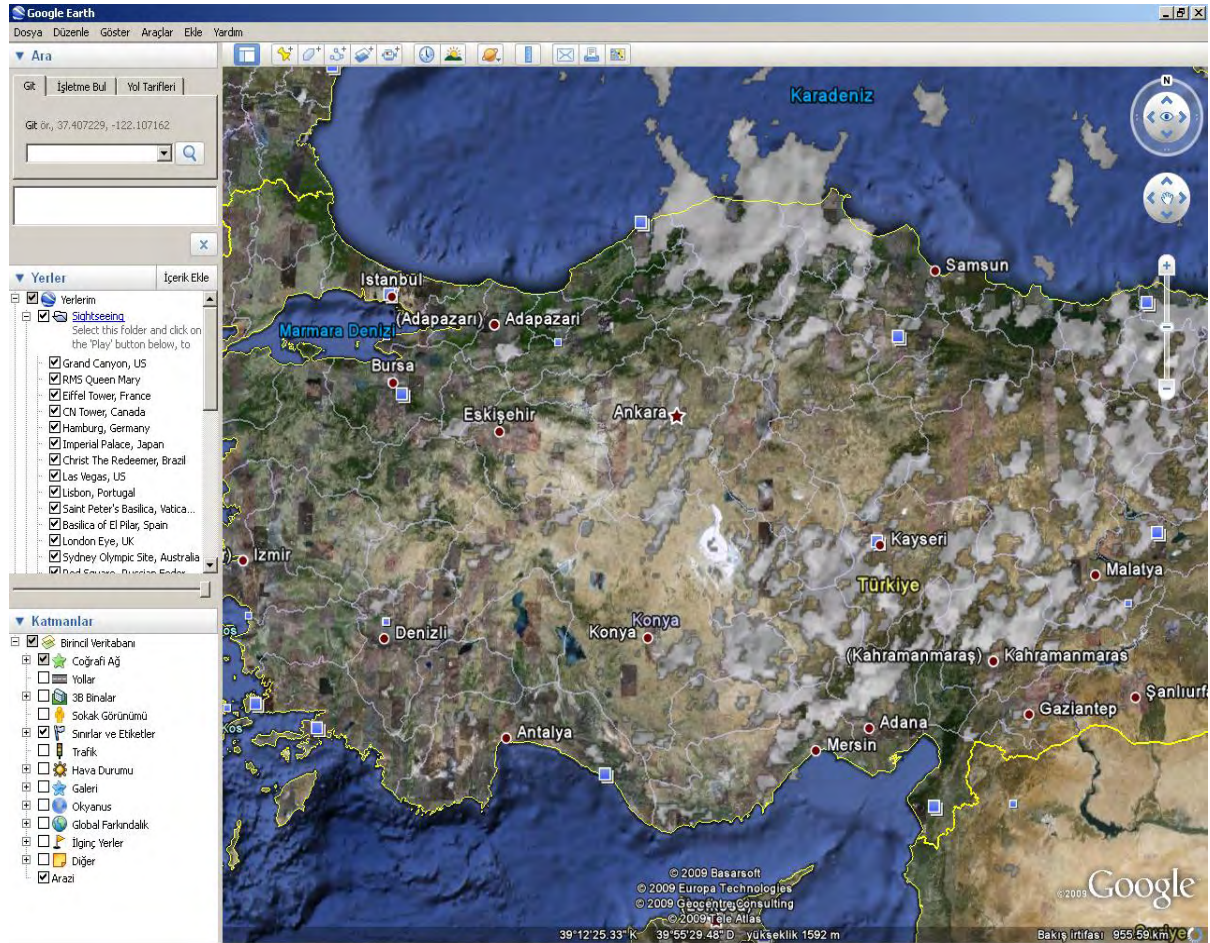 Google Earth
Dosya Düzenle Göster Araçlar Ekle Yardım
Ara
Git İşletme Bul Yol Tarifleri
Git ör., 37.407229, -122.107162
x
Yerler İçerik Ekle
Yerlerim
Sightseeing
Select this folder and click on
the 'Play' button below, to
Grand Canyon, US
RMS Queen Mary
Eiffel Tower, France
CN Tower, Canada
Hamburg, Germany
Imperial Palace, Japan
Christ The Redeemer, Brazil
Las Vegas, US
Lisbon, Portugal
Saint Peter's Basilica, Vatica...
Basilica of El Pilar, Spain
London Eye, UK
Sydney Olympic Site, Australia
Katmanlar
Birincil Veritabanı
Coğrafi Ağ
Yollar
3B Binalar
Sokak Görünümü
Sınırlar ve Etiketler
Trafik
Hava Durumu
Galeri
Okyanus
Global Farkındalık
İlginç Yerler
Diğer
Arazi
N
Karadeniz
Samsun
Istanbul
(Adapazarı) Adapazari
Marmara Denizi
Bursa
Eskişehir
Ankara
Izmir
Kayseri
Malatya
Türkiye
Denizli
Konya
Konya
(Kahramanmaraş) Kahramanmaras
Şanlıurfa
Gaziantep
Adana
Antalya
Mersin
os
Kos
© 2009 Basarsoft
© 2009 Europa Technologies
© 2009 Geocentre Consulting
© 2009 Tele Atlas
©2009 Google
39°12'25.33" K 39°55'29.48" D yükseklik 1592 m
Bakış irtifası 955.59 km